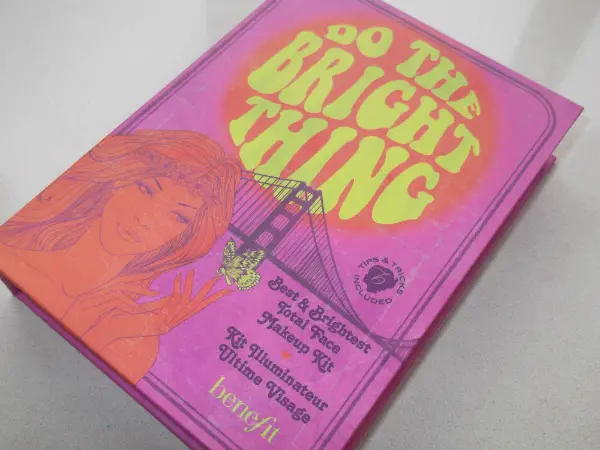 DO THE
BRIGHT
THING
TIPS & TRICKS
INCLUDED
Best & Brightest
Total Face
Makeup Kit
Kit Illuminateur
Ultime Visage
benefit